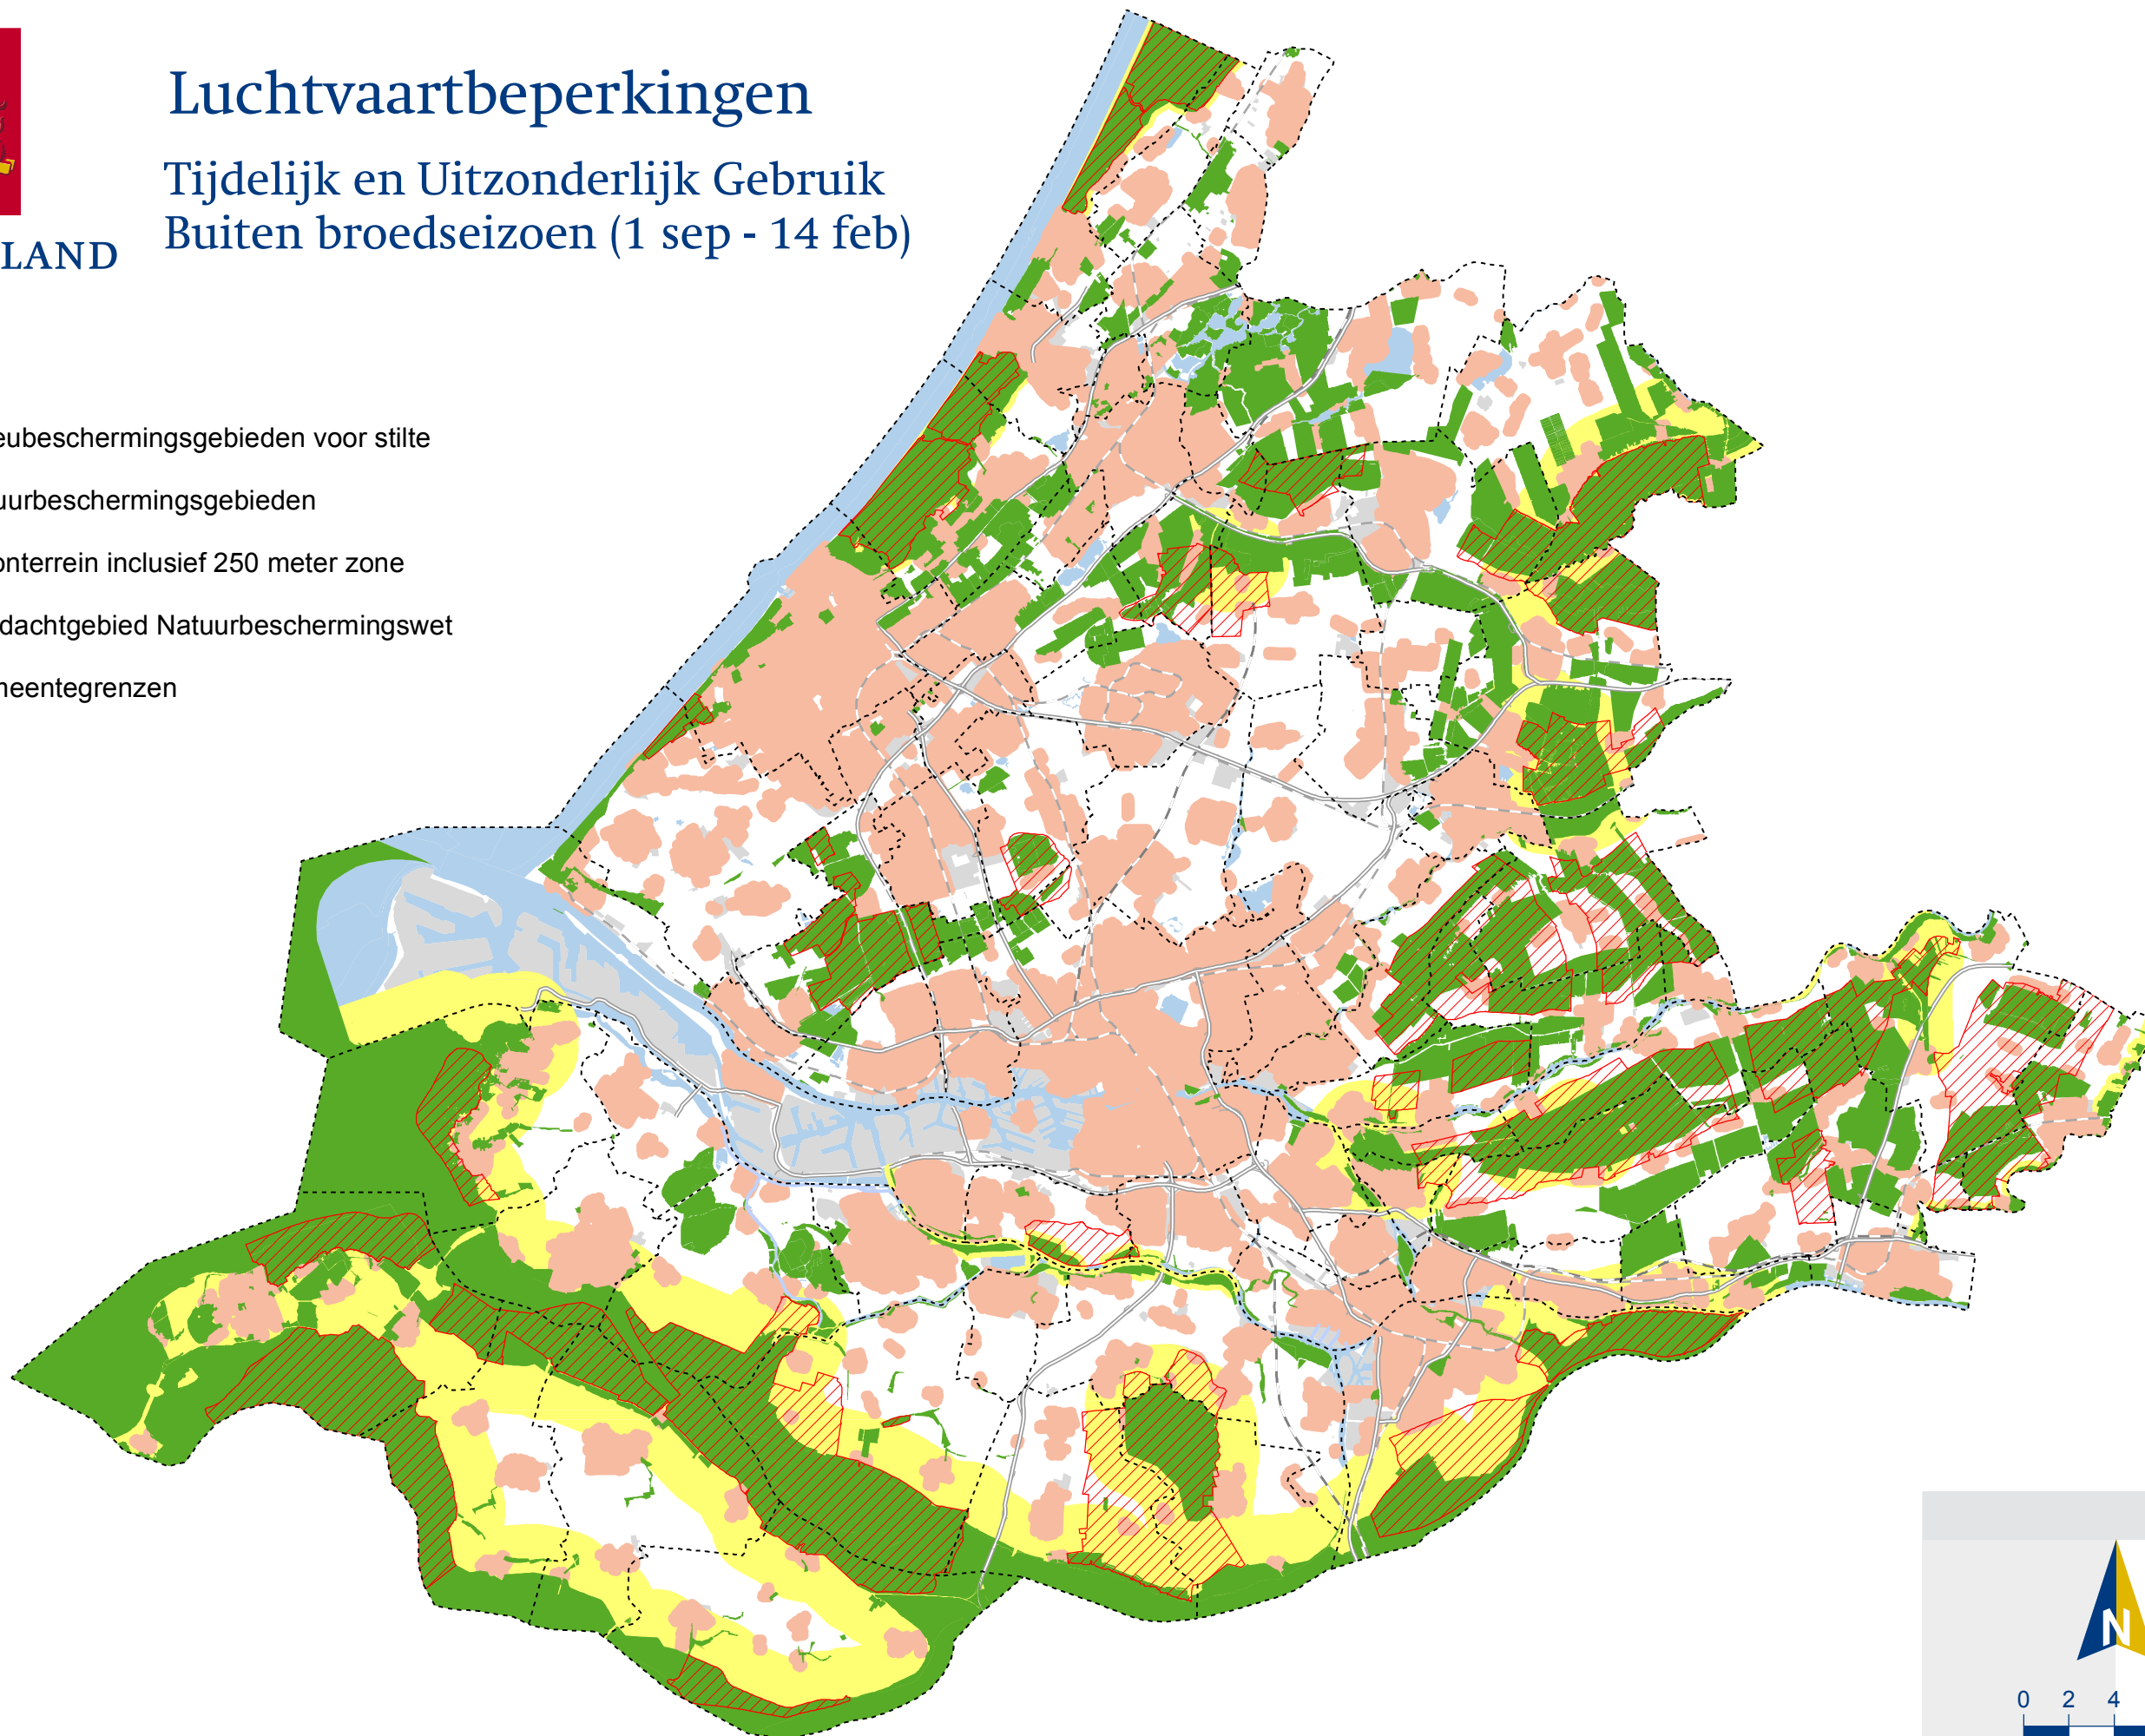 Luchtvaartbeperkingen
Tijdelijk en Uitzonderlijk Gebruik
Buiten broedseizoen (1 sep - 14 feb)
LAND
eubeschermingsgebieden voor stilte
uurbeschermingsgebieden
onterrein inclusief 250 meter zone
dachtgebied Natuurbeschermingswet
meentegrenzen
N
0 2 4